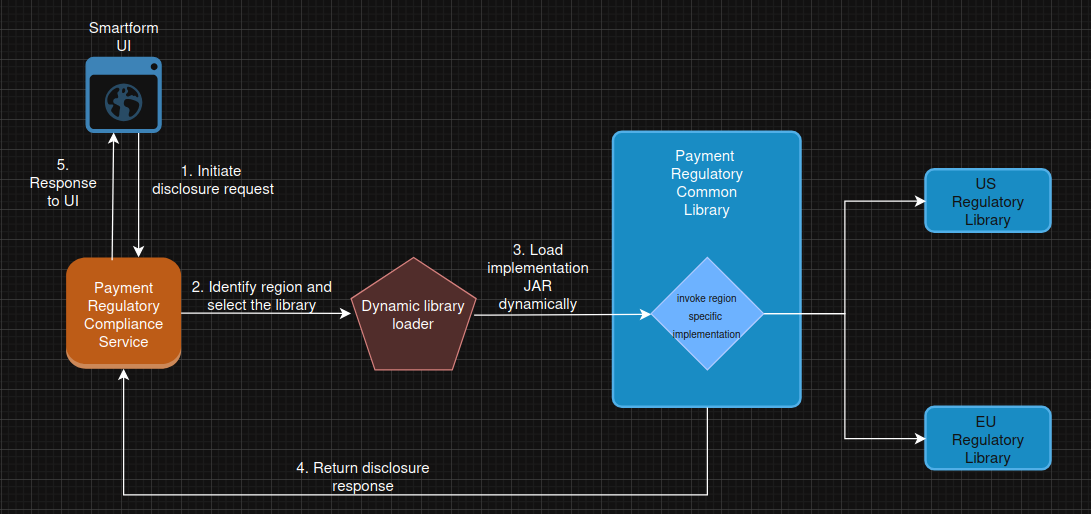 Smartform
UI
5.
Response
to UI
1. Initiate
disclosure request
Payment
Regulatory
Compliance
Service
2. Identify region and
select the library
Dynamic library
loader
3. Load
implementation
JAR
dynamically
Payment
Regulatory
Common
Library
invoke region
specific
implementation
US
Regulatory
Library
EU
Regulatory
Library
4. Return disclosure
response